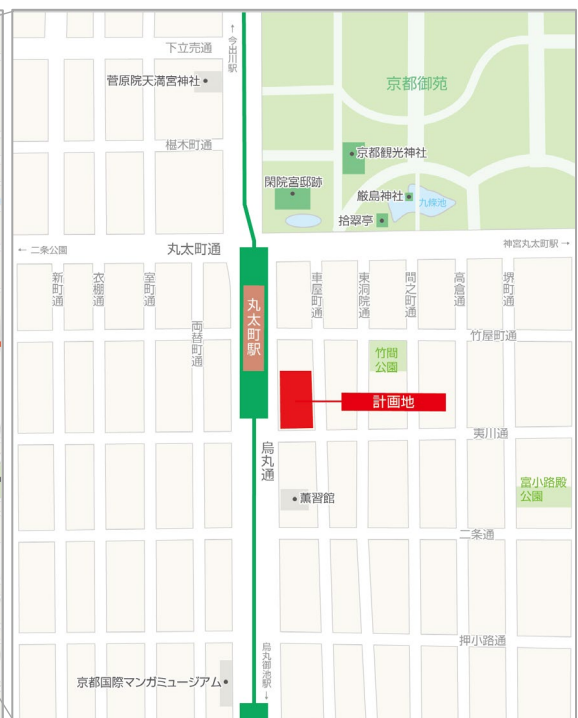 ↑今出川駅
下立売通
菅原院天満宮神社
京都御苑
椹木町通
京都観光神社
閑院宮邸跡
厳島神社
九條池
拾翠亭
← 二条公園
丸太町通
神宮丸太町駅 →
新町通
衣棚通
室町通
両替町通
丸太町駅
車屋町通
東洞院通
間之町通
高倉通
堺町通
竹屋町通
竹間
公園
計画地
夷川通
烏丸通
薫習館
富小路殿
公園
二条通
押小路通
烏丸御池駅↓
京都国際マンガミュージアム